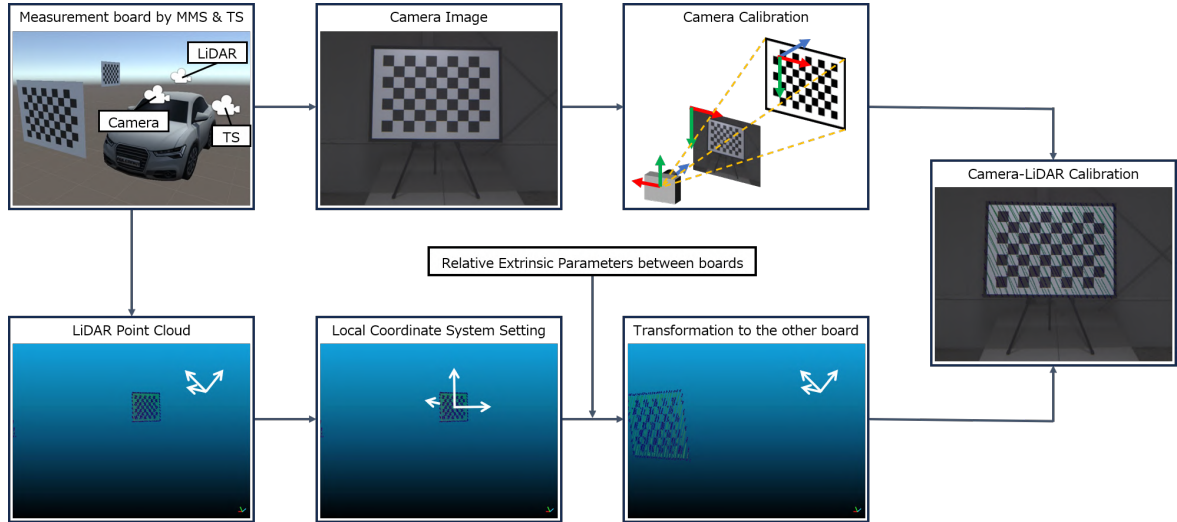 Measurement board by MMS & TS
LiDAR
Camera
TS
Camera Image
Camera Calibration
Camera-LiDAR Calibration
Relative Extrinsic Parameters between boards
LiDAR Point Cloud
Local Coordinate System Setting
Transformation to the other board